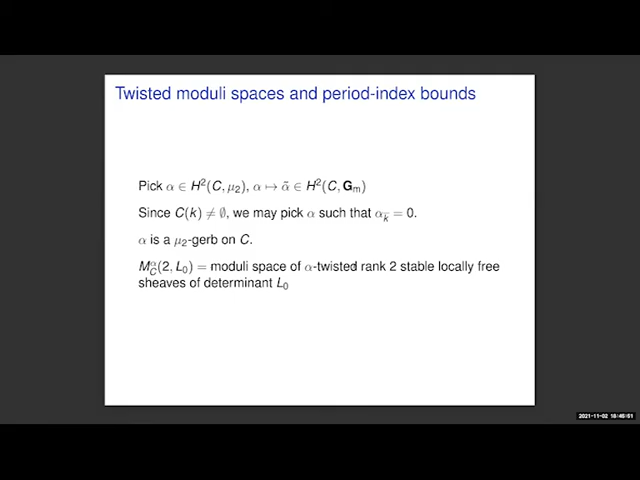 Twisted moduli spaces and period-index bounds
Pick α ∈ H²(C, μ₂), α ↦ α̃ ∈ H²(C, G_m)
Since C(k) ≠ ∅, we may pick α such that α_k̄ = 0.
α is a μ₂-gerb on C.
M_C^α(2, L₀) = moduli space of α-twisted rank 2 stable locally free
sheaves of determinant L₀
2021-11-02 18:45:51